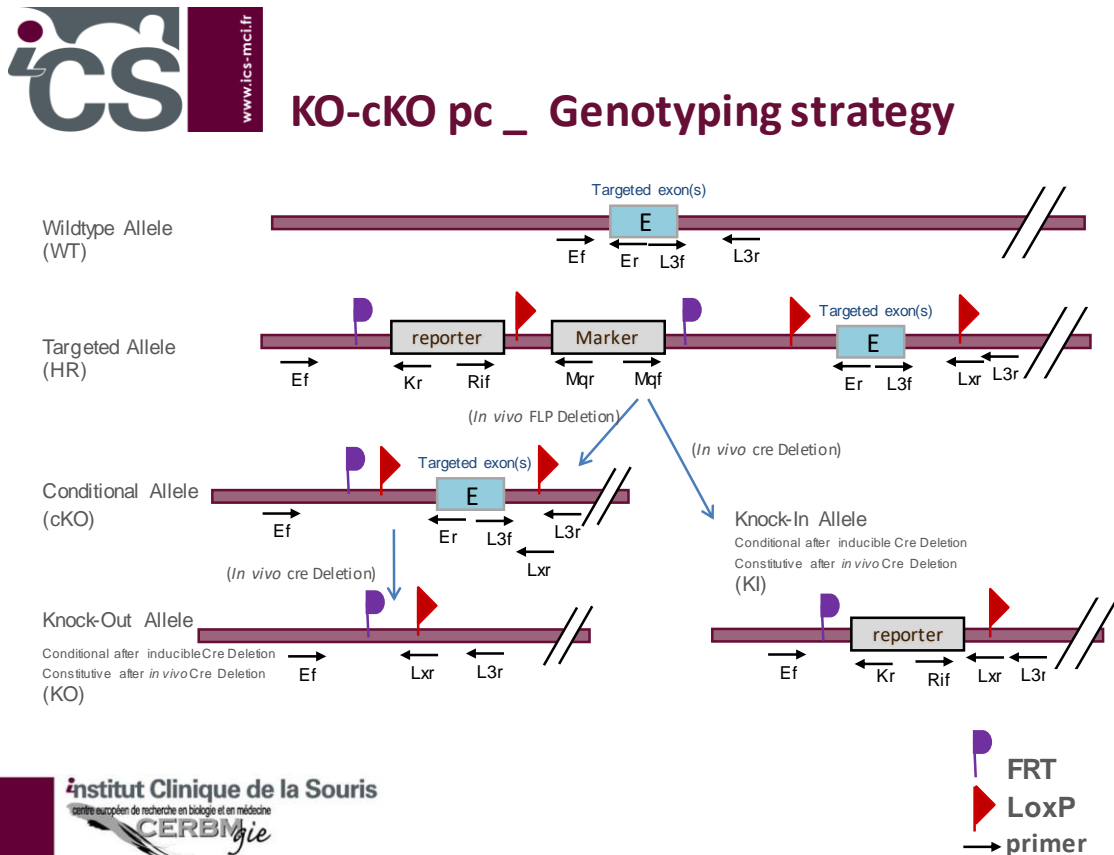 iCS
www.ics-mci.fr
KO-cKO pc _ Genotyping strategy
Targeted exon(s)
Wildtype Allele
(WT)
E
Ef
Er
L3f
L3r
Targeted Allele
(HR)
reporter
Marker
Targeted exon(s)
E
Ef
Kr
Rif
Mqr
Mqf
Er
L3f
Lxr
L3r
(In vivo FLP Deletion)
(In vivo cre Deletion)
Conditional Allele
(cKO)
Targeted exon(s)
E
Ef
Er
L3f
L3r
Lxr
(In vivo cre Deletion)
Knock-In Allele
Conditional after inducible Cre Deletion
Constitutive after in vivo Cre Deletion
(KI)
reporter
Ef
Kr
Rif
Lxr
L3r
Knock-Out Allele
Conditional after inducible Cre Deletion
Constitutive after in vivo Cre Deletion
(KO)
Ef
Lxr
L3r
FRT
LoxP
primer
institut Clinique de la Souris
centre européen de recherche en biologie et en médecine
CERBMgie